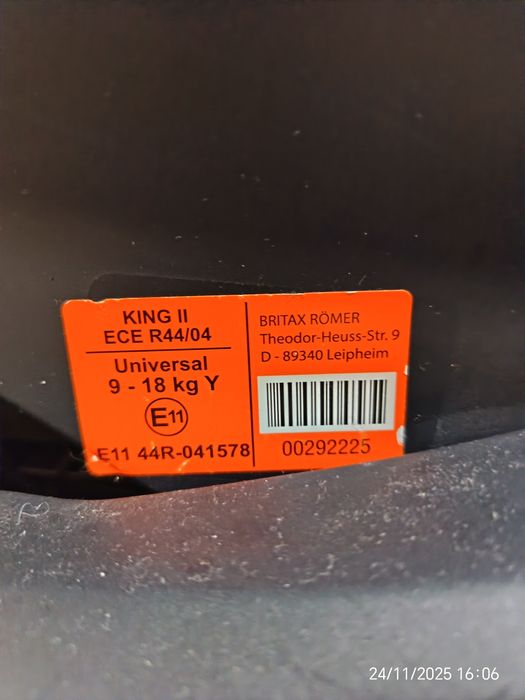 KING II
ECE R44/04
Universal
9 - 18 kg Y
E11
E11 44R-041578
BRITAX RÖMER
Theodor-Heuss-Str. 9
D - 89340 Leipheim
00292225
24/11/2025 16:06